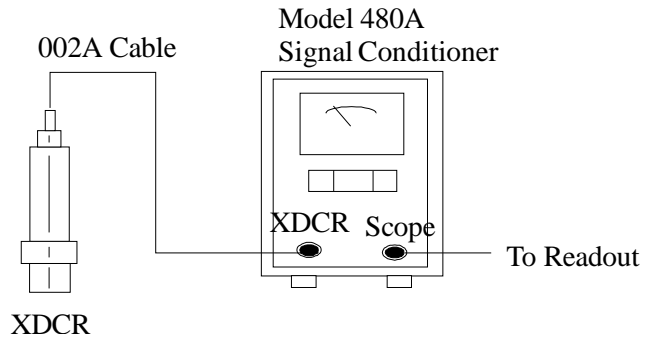 Model 480A
Signal Conditioner
002A Cable
XDCR
Scope
To Readout
XDCR